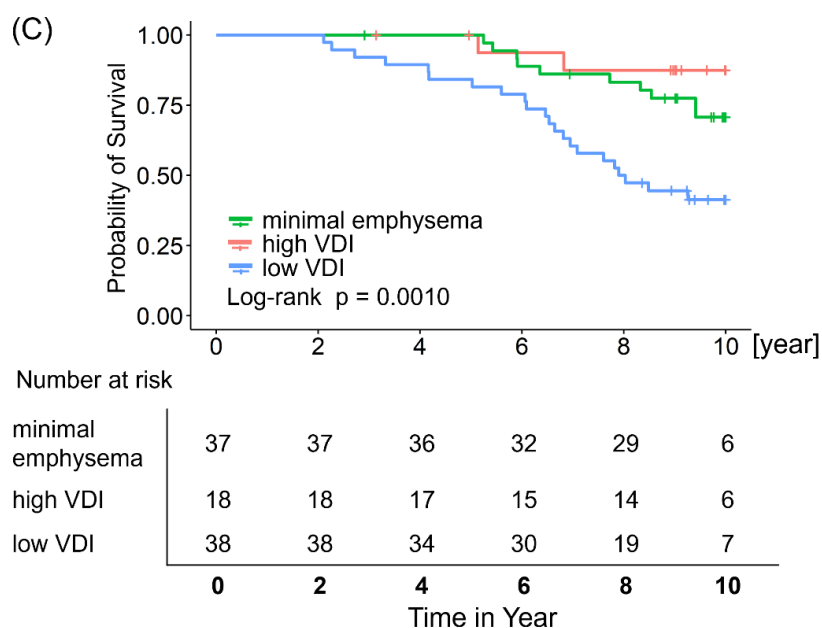 (C)
Probability of Survival
1.00
0.75
0.50
0.25
0.00
minimal emphysema
high VDI
low VDI
Log-rank p = 0.0010
0 2 4 6 8 10 [year]
Number at risk
minimal emphysema 37 37 36 32 29 6
high VDI 18 18 17 15 14 6
low VDI 38 38 34 30 19 7
0 2 4 6 8 10
Time in Year